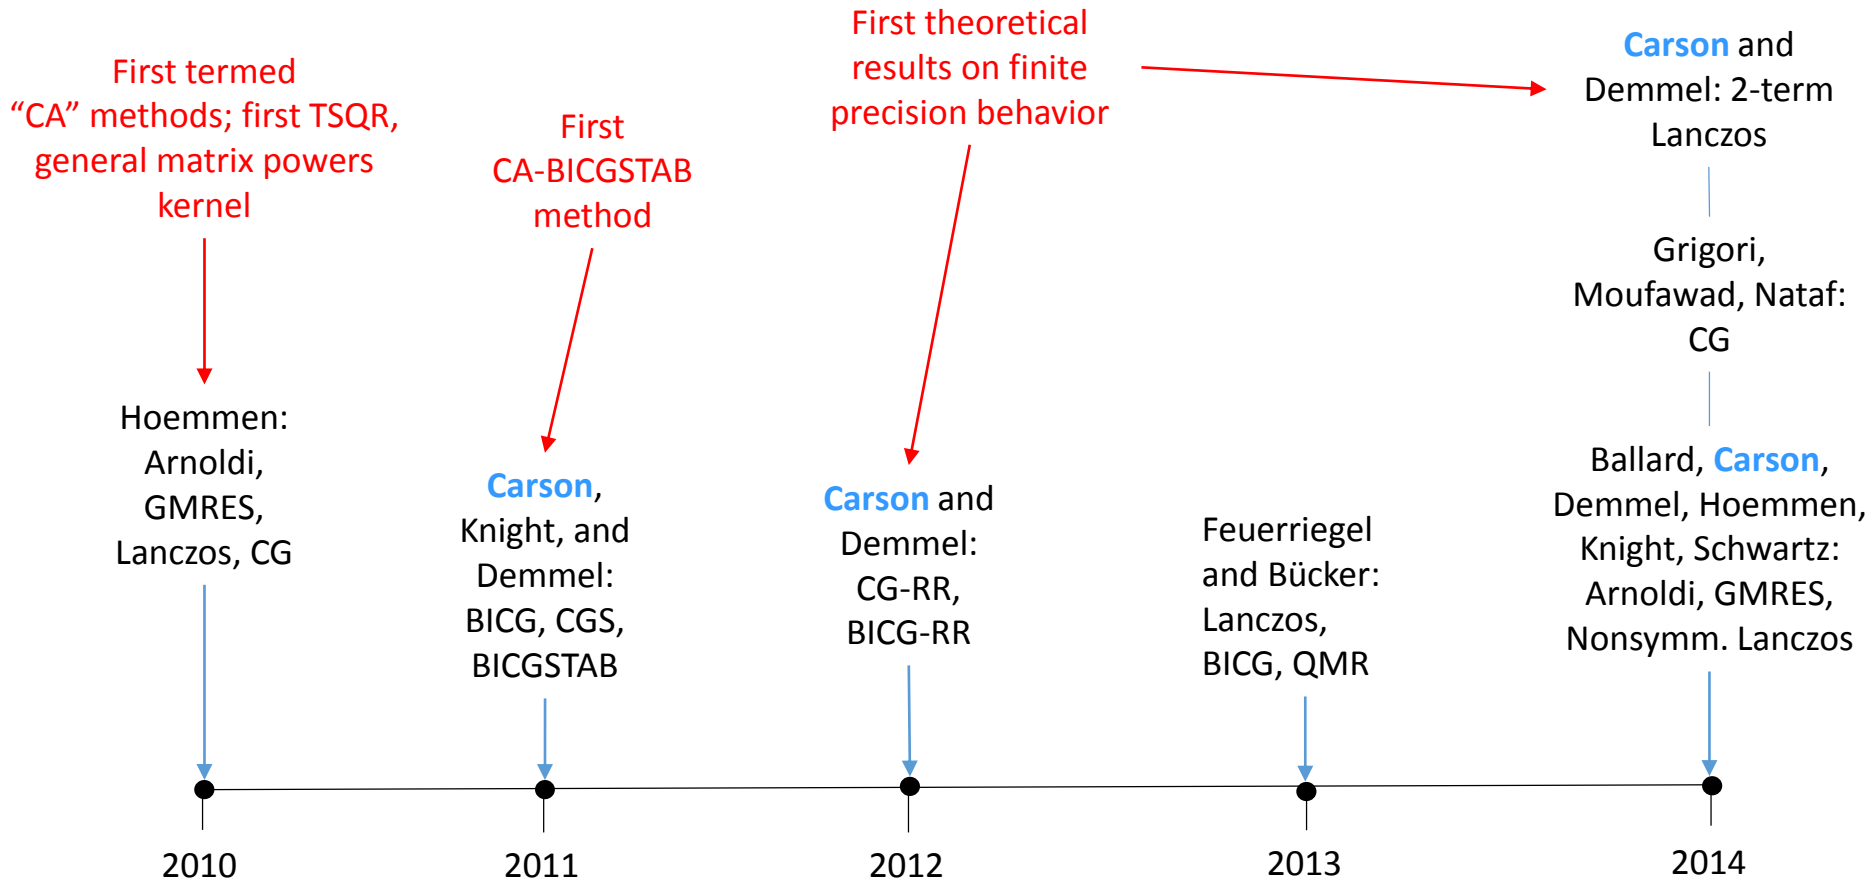 First termed
“CA” methods; first TSQR,
general matrix powers
kernel
First
CA-BICGSTAB
method
First theoretical
results on finite
precision behavior
Carson and
Demmel: 2-term
Lanczos
Grigori,
Moufawad, Nataf:
CG
Hoemmen:
Arnoldi,
GMRES,
Lanczos, CG
Carson,
Knight, and
Demmel:
BICG, CGS,
BICGSTAB
Carson and
Demmel:
CG-RR,
BICG-RR
Feuerriegel
and Bücker:
Lanczos,
BICG, QMR
Ballard, Carson,
Demmel, Hoemmen,
Knight, Schwartz:
Arnoldi, GMRES,
Nonsymm. Lanczos
2010
2011
2012
2013
2014